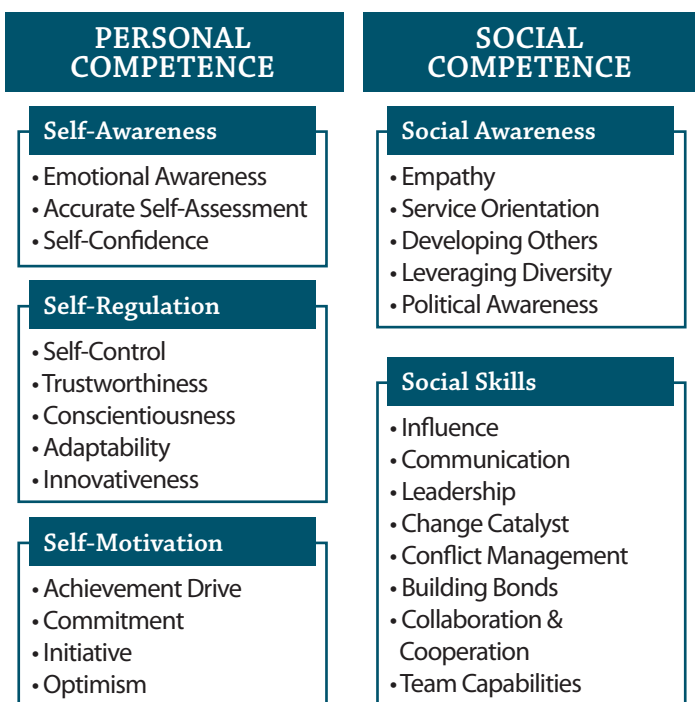 PERSONAL
COMPETENCE
Self-Awareness
• Emotional Awareness
• Accurate Self-Assessment
• Self-Confidence
Self-Regulation
• Self-Control
• Trustworthiness
• Conscientiousness
• Adaptability
• Innovativeness
Self-Motivation
• Achievement Drive
• Commitment
• Initiative
• Optimism
SOCIAL
COMPETENCE
Social Awareness
• Empathy
• Service Orientation
• Developing Others
• Leveraging Diversity
• Political Awareness
Social Skills
• Influence
• Communication
• Leadership
• Change Catalyst
• Conflict Management
• Building Bonds
• Collaboration &
Cooperation
• Team Capabilities